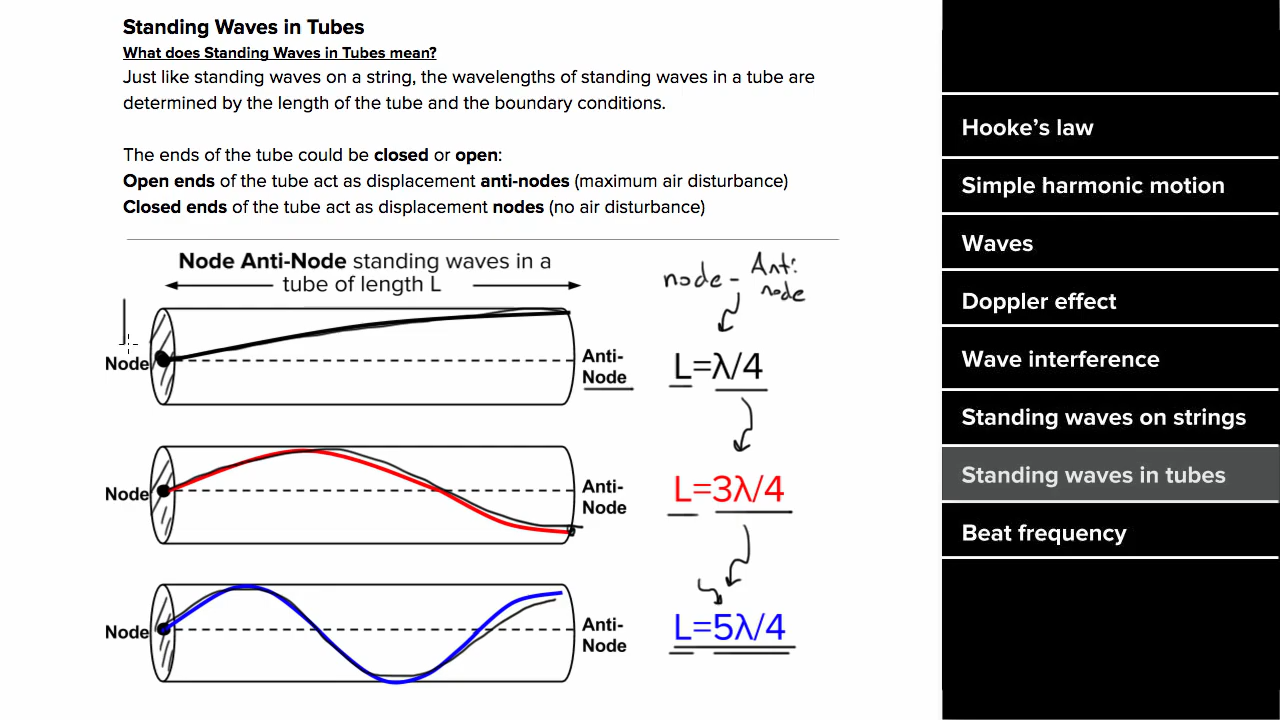 Standing Waves in Tubes
What does Standing Waves in Tubes mean?
Just like standing waves on a string, the wavelengths of standing waves in a tube are
determined by the length of the tube and the boundary conditions.
The ends of the tube could be closed or open:
Open ends of the tube act as displacement anti-nodes (maximum air disturbance)
Closed ends of the tube act as displacement nodes (no air disturbance)
Node Anti-Node standing waves in a
tube of length L
node - Anti-
node
Node
Anti-
Node
L=λ/4
Node
Anti-
Node
L=3λ/4
Node
Anti-
Node
L=5λ/4
Hooke's law
Simple harmonic motion
Waves
Doppler effect
Wave interference
Standing waves on strings
Standing waves in tubes
Beat frequency